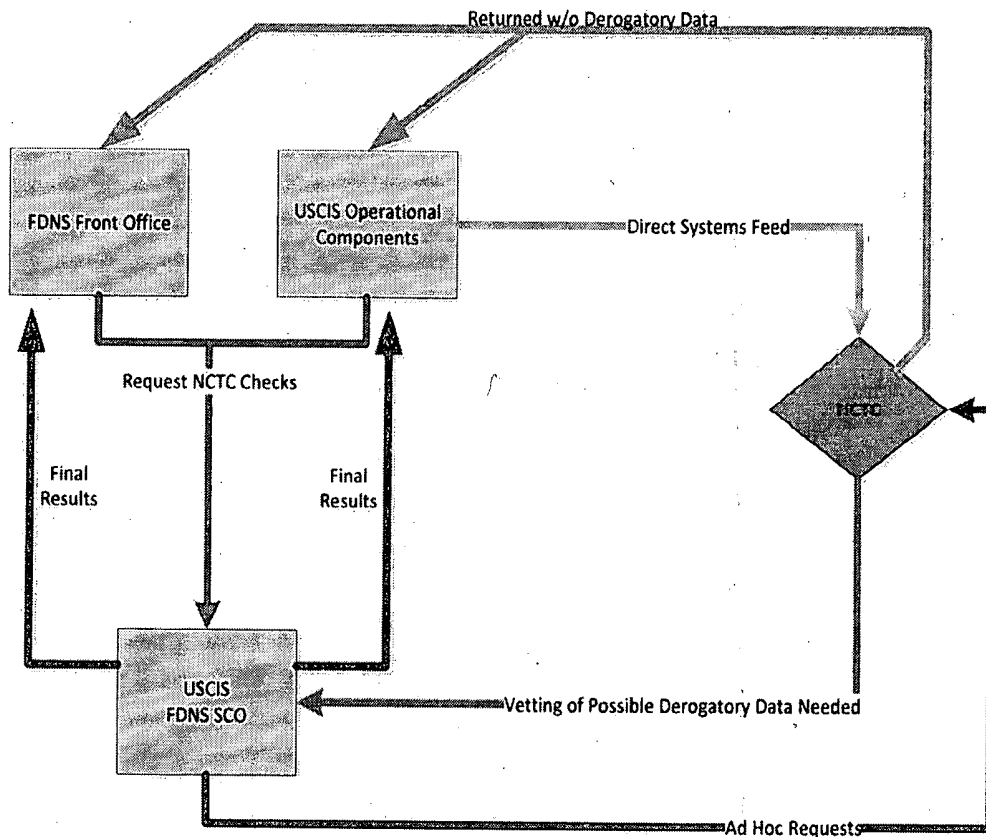 Returned w/o Derogatory Data
FDNS Front Office
USCIS Operational
Components
Direct Systems Feed
Request NCTC Checks
NCTC
Final
Results
Final
Results
USCIS
FDNS SCO
Vetting of Possible Derogatory Data Needed
Ad Hoc Requests